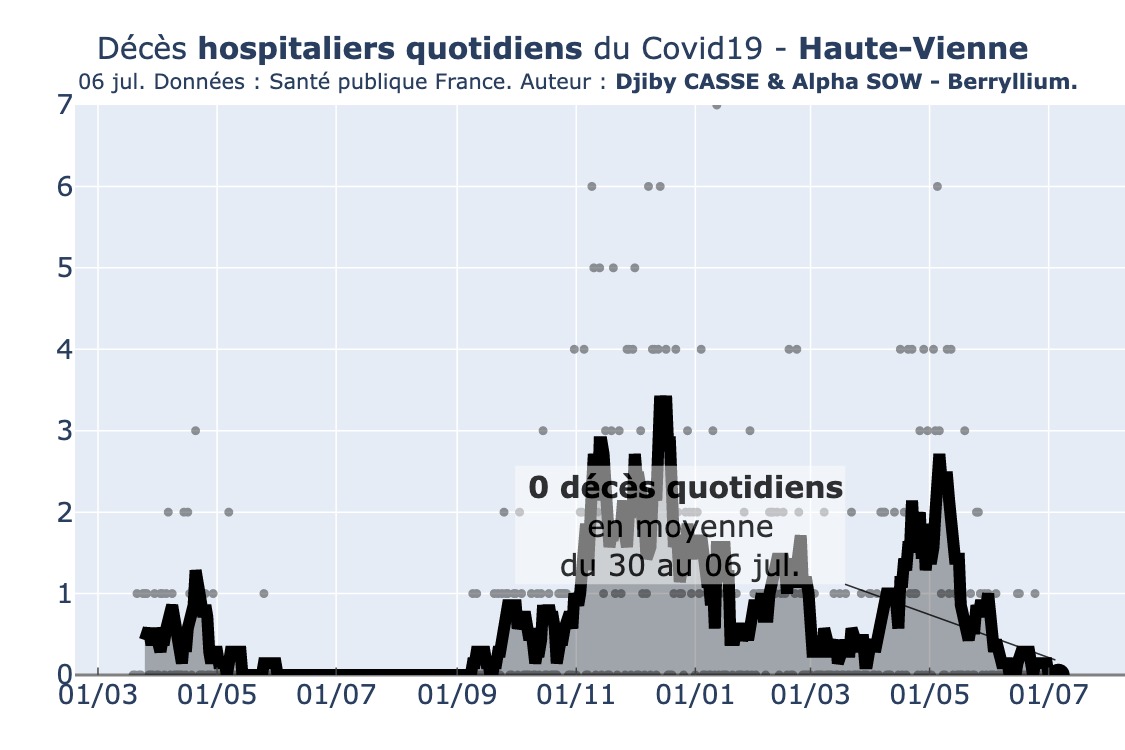 Décès hospitaliers quotidiens du Covid19 - Haute-Vienne
06 jul. Données : Santé publique France. Auteur : Djiby CASSE & Alpha SOW - Berryllium.
7
6
5
4
3
2
1
0
0 décès quotidiens
en moyenne
du 30 au 06 jul.
01/03 01/05 01/07 01/09 01/11 01/01 01/03 01/05 01/07